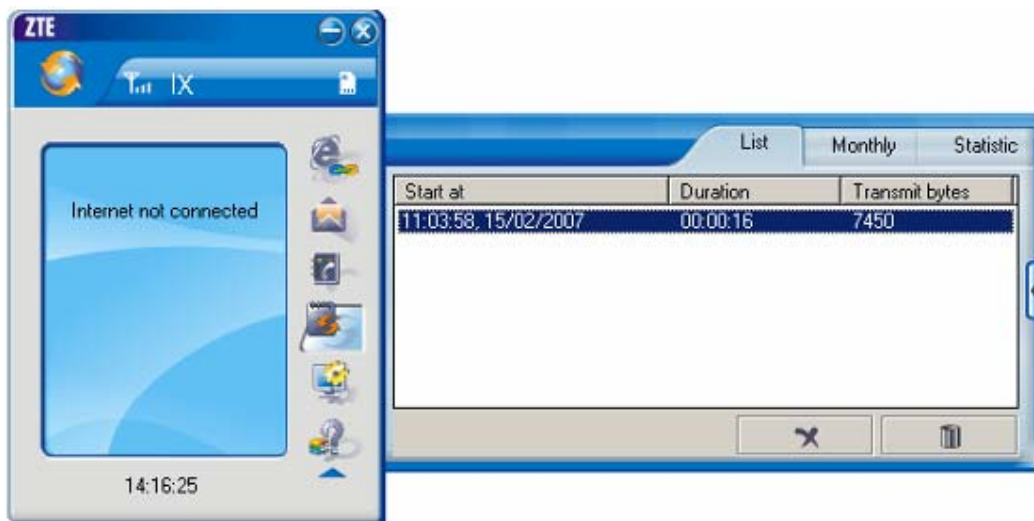 ZTE
1X
Internet not connected
14:16:25
List Monthly Statistic
Start at Duration Transmit bytes
11:03:58, 15/02/2007 00:00:16 7450